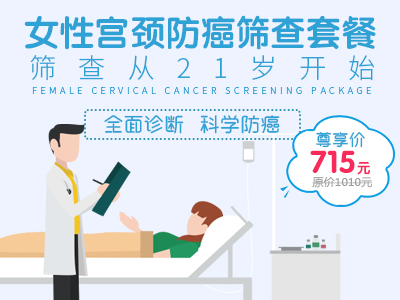 女性宫颈防癌筛查套餐
筛查从21岁开始
FEMALE CERVICAL CANCER SCREENING PACKAGE
全面诊断 科学防癌
尊享价
715元
原价1010元